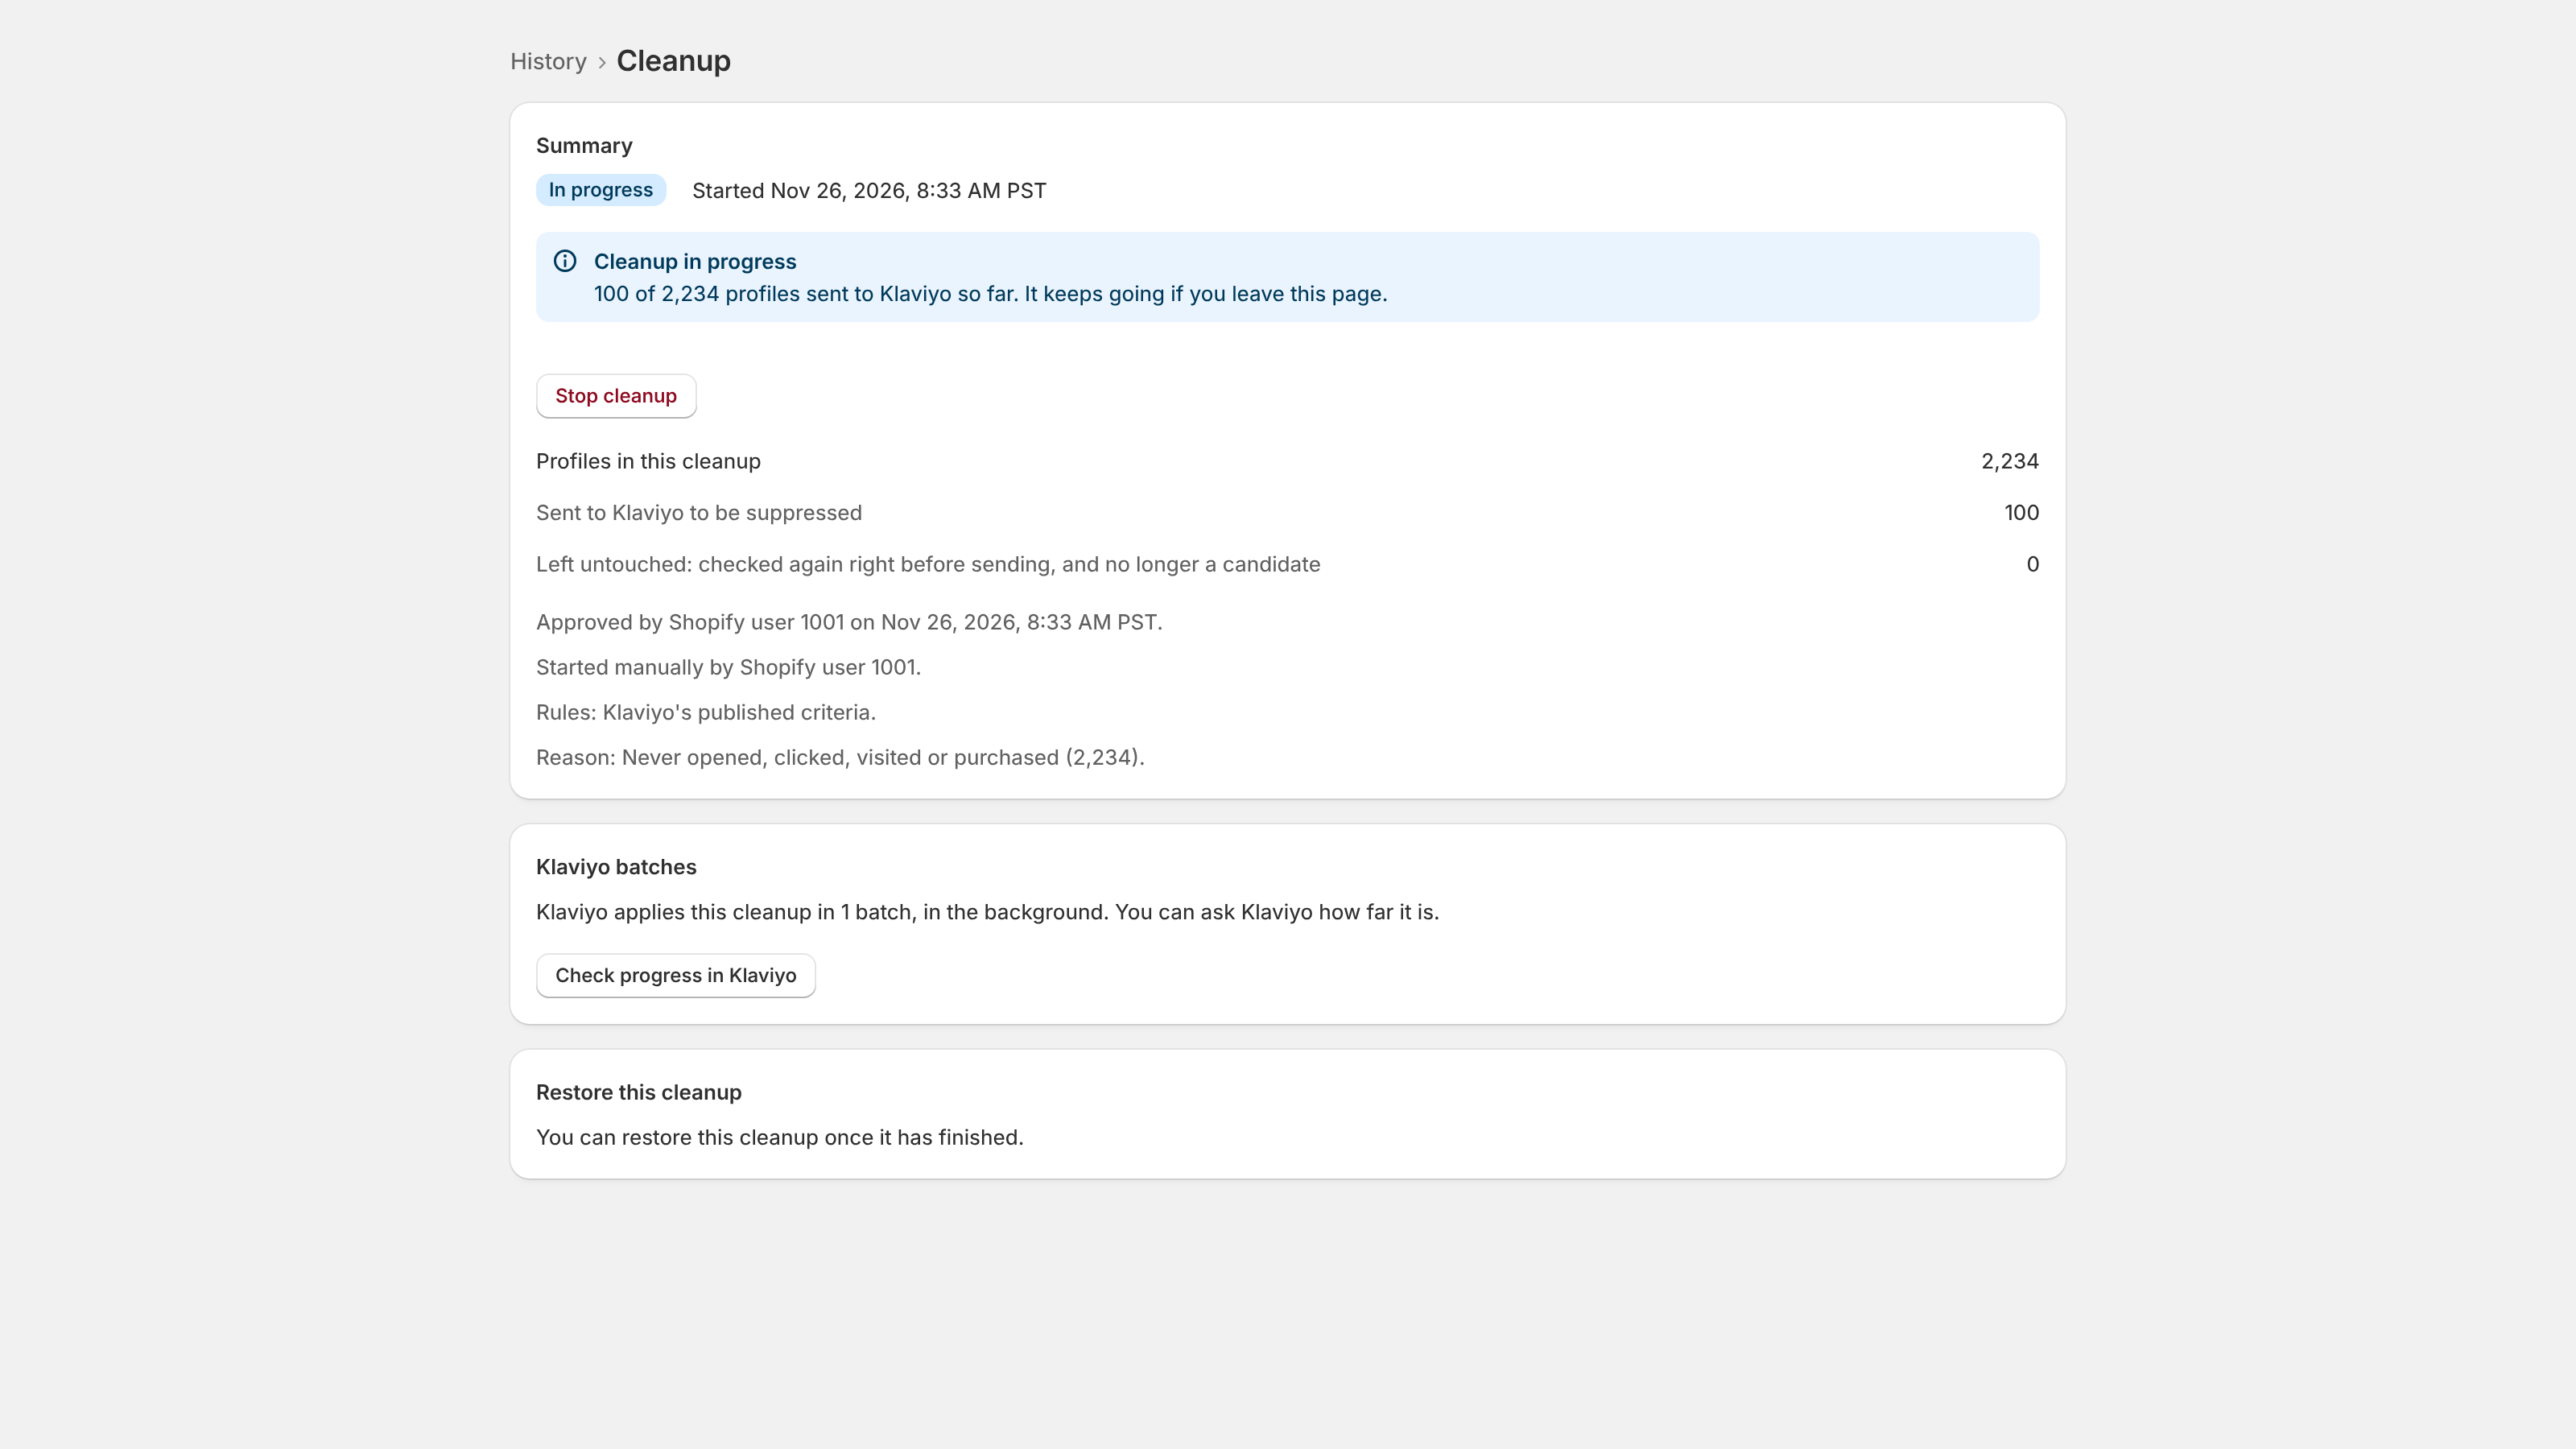 History › Cleanup
Summary
In progress Started Nov 26, 2026, 8:33 AM PST
Cleanup in progress
100 of 2,234 profiles sent to Klaviyo so far. It keeps going if you leave this page.
Stop cleanup
Profiles in this cleanup 2,234
Sent to Klaviyo to be suppressed 100
Left untouched: checked again right before sending, and no longer a candidate 0
Approved by Shopify user 1001 on Nov 26, 2026, 8:33 AM PST.
Started manually by Shopify user 1001.
Rules: Klaviyo's published criteria.
Reason: Never opened, clicked, visited or purchased (2,234).
Klaviyo batches
Klaviyo applies this cleanup in 1 batch, in the background. You can ask Klaviyo how far it is.
Check progress in Klaviyo
Restore this cleanup
You can restore this cleanup once it has finished.